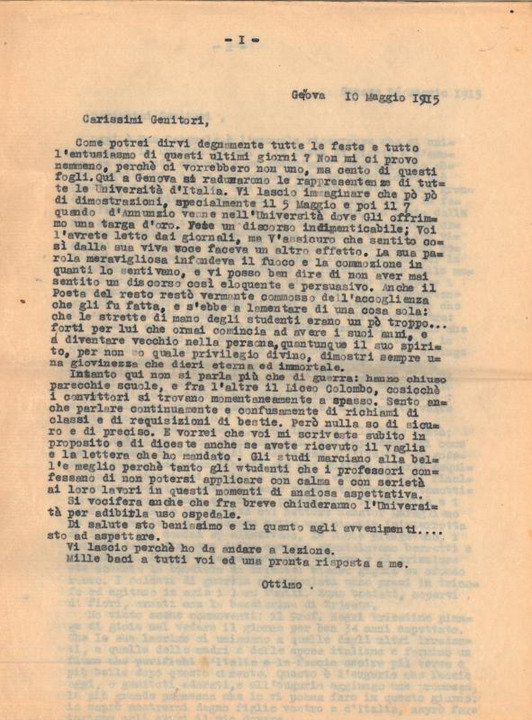 - I -
Genova 10 Maggio 1915
Carissimi Genitori,
Come potrei dirvi degnamente tutte le feste e tutto
l'entusiasmo di questi ultimi giorni ? Non mi ci provo
nemmeno, perchè ci vorrebbero non uno, ma cento di questi
fogli. Qui a Genova si radunarono le rappresentenze di tut-
te le Università d'Italia. Vi lascio immaginare che pò pò
di dimostrazioni, specialmente il 5 Maggio e poi il 7
quando d'Annunzio venne nell'Università dove Gli offrim-
mo una targa d'oro. Fece un discorso indimenticabile; Voi
l'avrete letto dai giornali, ma V'assicuro che sentito co-
sì dalla sua viva voce faceva un altro effetto. La sua pa-
rola meravigliosa infondeva il fuoco e la commozione in
quanti lo sentivano, e vi posso ben dire di non aver mai
sentito un discorso così eloquente e persuasivo. Anche il
Poeta del resto restò veramente commosso dell'accoglienza
che gli fu fatta, e s'ebbe a lamentare di una cosa sola:
che le strette di mano degli studenti erano un pò troppo...
forti per lui che ormai comincia ad avere i suoi anni, e
a diventare vecchio nella persona,quantunque il suo spiri-
to, per non so quale privilegio divino, dimostri sempre u-
na giovinezza che dieri eterna ed immortale.
Intanto qui non si parla più che di guerra: hanno chiuso
parecchie scuole, e fra l'altre il Liceo Colombo, cosicchè
i convittori si trovano momentaneamente a spasso. Sento an-
che parlare continuamente e confusamente di richiami di
classi e di requisizioni di bestie. Però nulla so di sicu-
ro e di preciso. E vorrei che voi mi scriveste subito in
proposito e di diceste anche se avete ricevuto il vaglia
e la lettera che ho mandato . Gli studi marciano alla bel-
l'e meglio perchè tanto gli studenti che i professori con-
fessano di non potersi applicare con calma e con serietà
ai loro lavori in questi momenti di ansiosa aspettativa.
Si vocifera anche che fra breve chiuderanno l'Universi-
tà per adibirla uso ospedale.
Di salute sto benissimo e in quanto agli avvenimenti....
sto ad aspettare.
Vi lascio perchè ho da andare a lezione.
Mille baci a tutti voi ed una pronta risposta a me.
Ottimo .